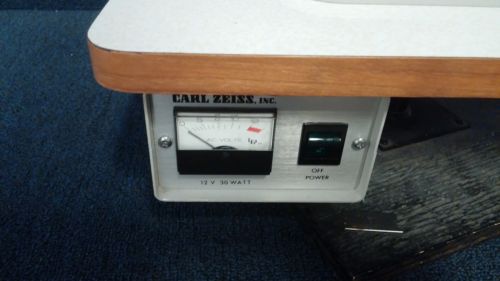 CARL ZEISS, INC.
12 V 30 WATT
OFF
POWER